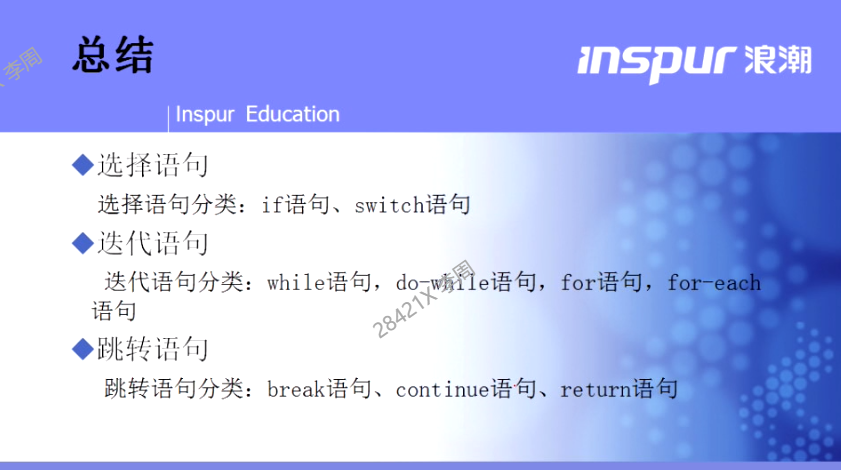 总结
inspur 浪潮
Inspur Education
选择语句
选择语句分类：if语句、switch语句
迭代语句
迭代语句分类：while语句，do-while语句，for语句，for-each
语句
跳转语句
跳转语句分类：break语句、continue语句、return语句
28421X 李周
X 李周